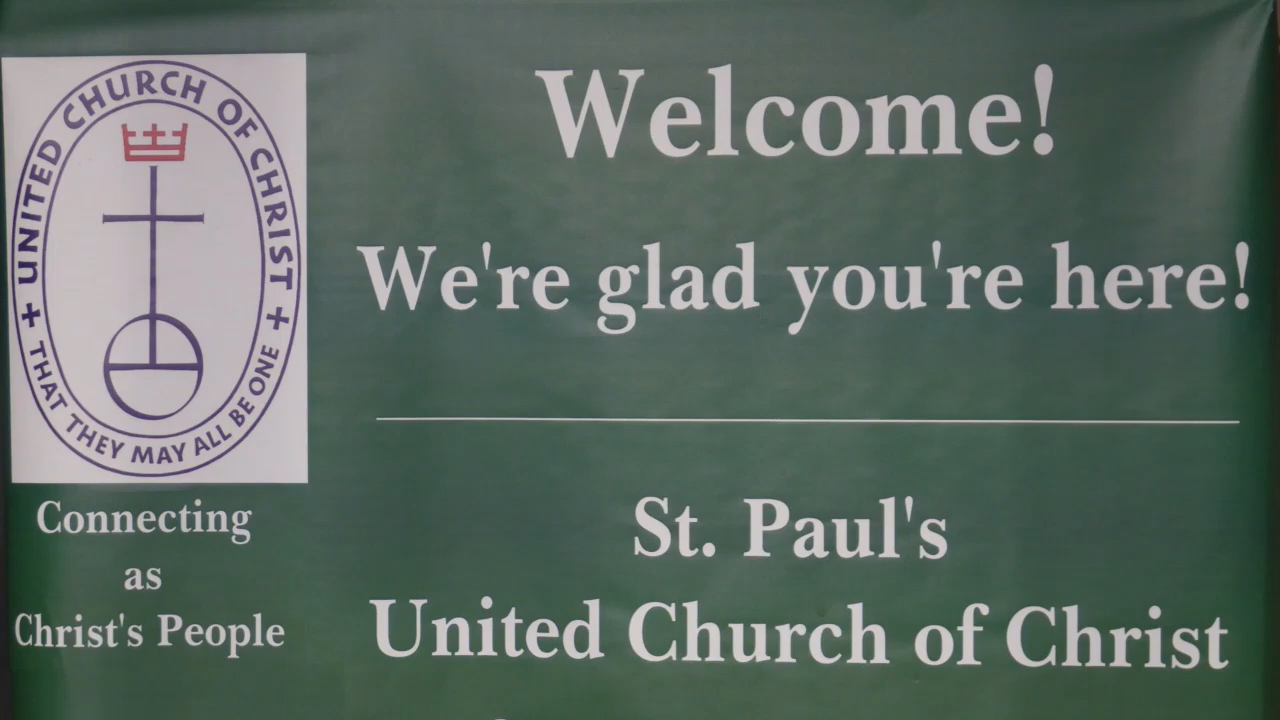 UNITED CHURCH OF CHRIST
THAT THEY MAY ALL BE ONE
Connecting
as
Christ's People
Welcome!
We're glad you're here!
St. Paul's
United Church of Christ